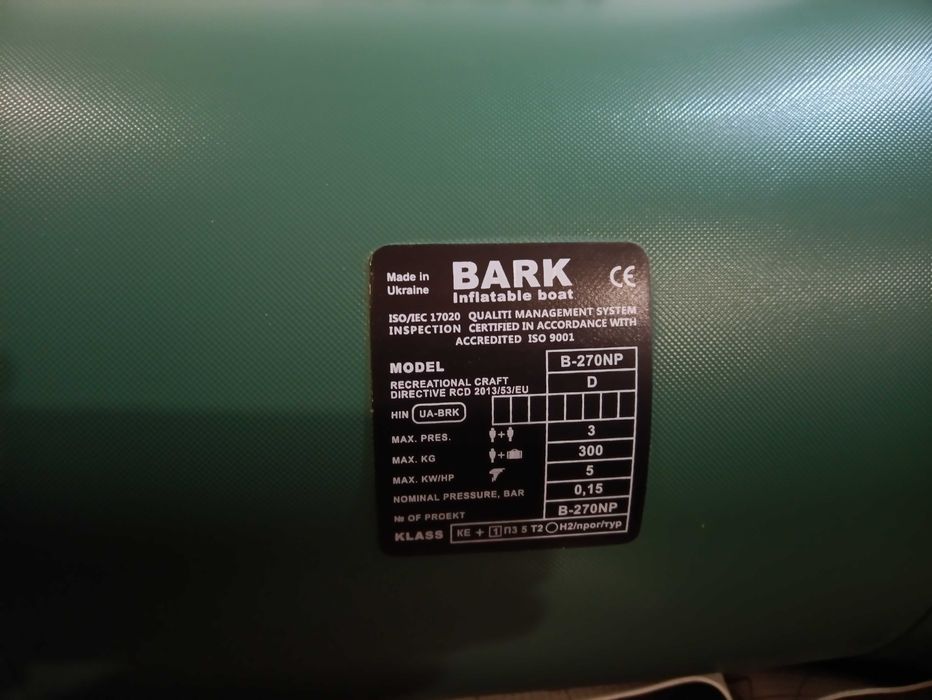 Made in
Ukraine
BARK
Inflatable boat
CE
ISO/IEC 17020 QUALITI MANAGEMENT SYSTEM
INSPECTION CERTIFIED IN ACCORDANCE WITH
ACCREDITED ISO 9001
MODEL B-270NP
RECREATIONAL CRAFT
DIRECTIVE RCD 2013/53/EU D
HIN UA-BRK
MAX. PRES. + 3
MAX. KG + 300
MAX. KW/HP 5
NOMINAL PRESSURE, BAR 0,15
№ OF PROEKT B-270NP
KLASS КЕ + 1 П3 5 Т2 Н2/прог/тур